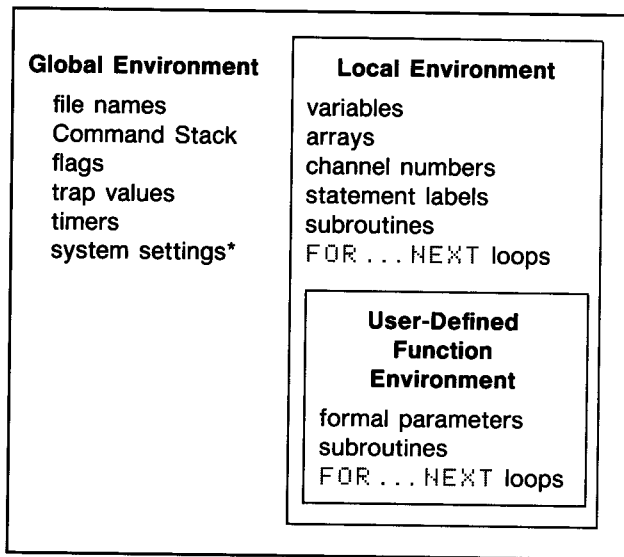 Global Environment
file names
Command Stack
flags
trap values
timers
system settings*
Local Environment
variables
arrays
channel numbers
statement labels
subroutines
FOR...NEXT loops
User-Defined
Function
Environment
formal parameters
subroutines
FOR...NEXT loops